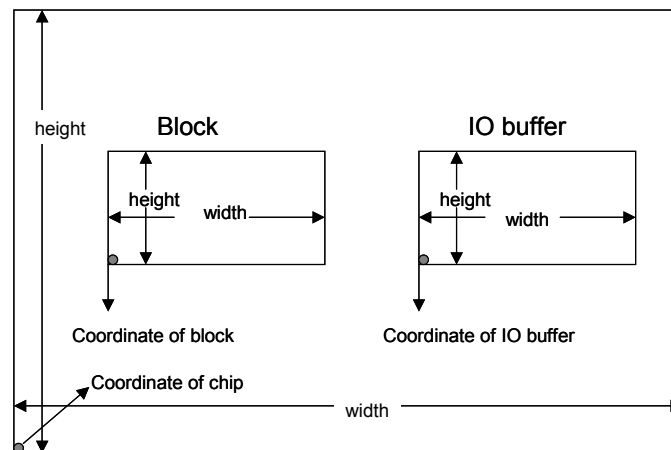 Block
IO buffer
height
height
width
height
width
Coordinate of block
Coordinate of IO buffer
Coordinate of chip
width